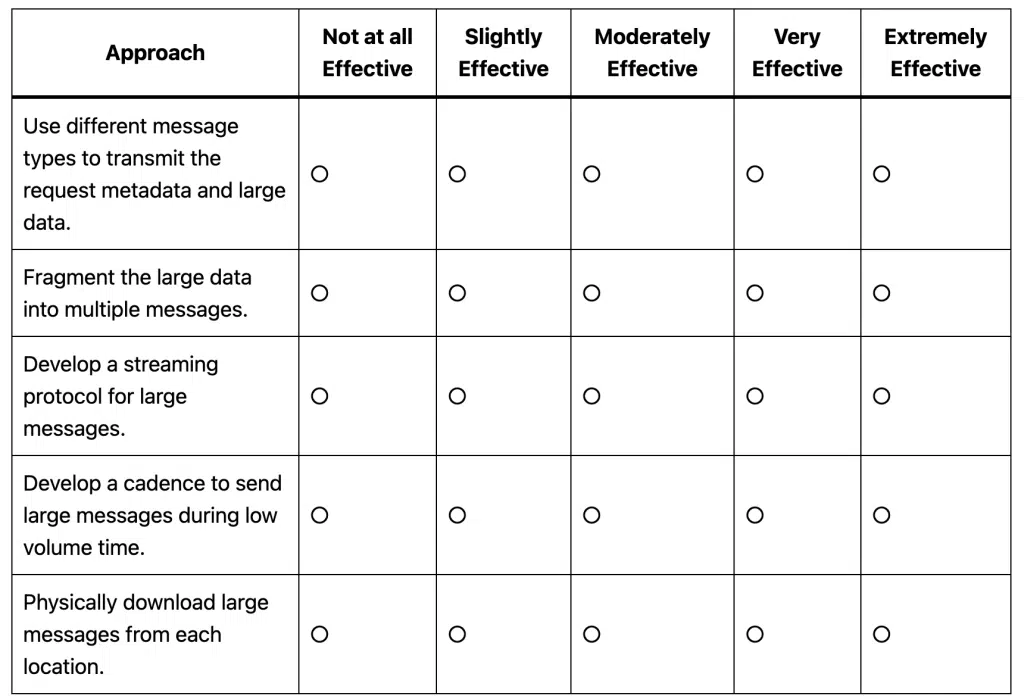 Approach
Not at all
Effective
Slightly
Effective
Moderately
Effective
Very
Effective
Extremely
Effective
Use different message
types to transmit the
request metadata and large
data.
Fragment the large data
into multiple messages.
Develop a streaming
protocol for large
messages.
Develop a cadence to send
large messages during low
volume time.
Physically download large
messages from each
location.